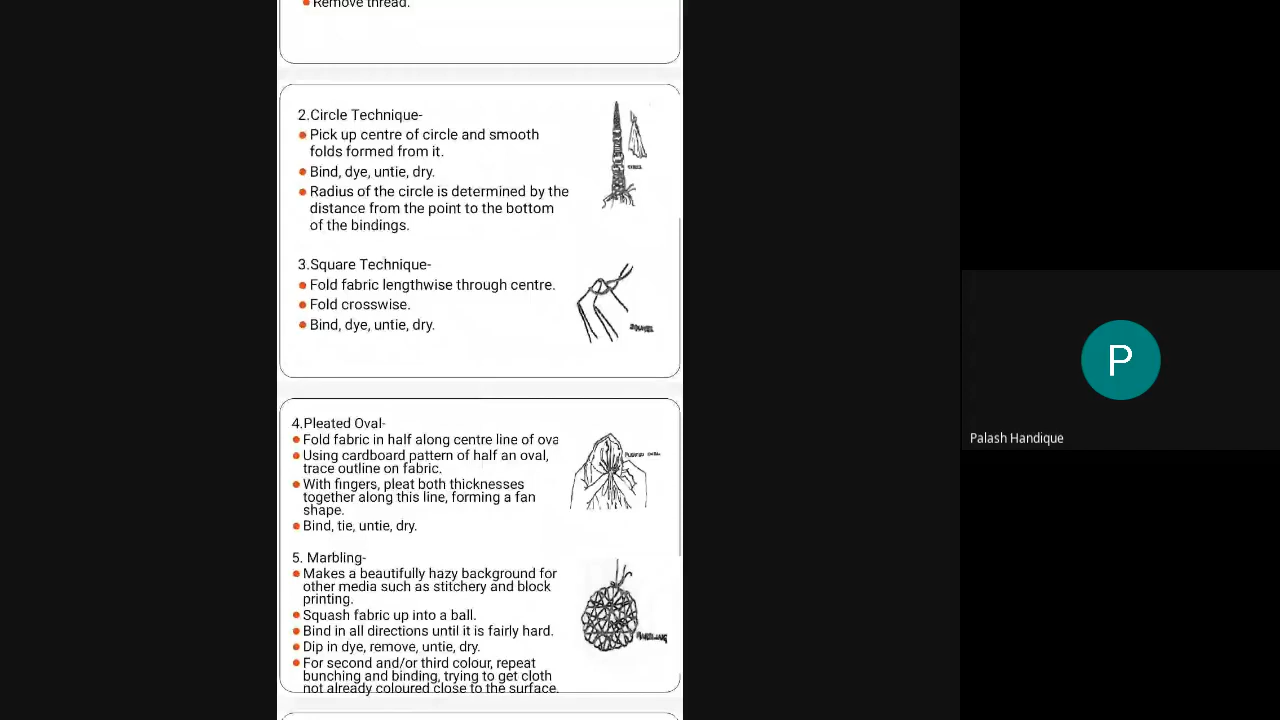 Remove thread.
2.Circle Technique-
Pick up centre of circle and smooth
folds formed from it.
Bind, dye, untie, dry.
Radius of the circle is determined by the
distance from the point to the bottom
of the bindings.
3.Square Technique-
Fold fabric lengthwise through centre.
Fold crosswise.
Bind, dye, untie, dry.
SQUARE
4.Pleated Oval-
Fold fabric in half along centre line of ova
Using cardboard pattern of half an oval,
trace outline on fabric.
With fingers, pleat both thicknesses
together along this line, forming a fan
shape.
Bind, tie, untie, dry.
PLEATED OVAL
5. Marbling-
Makes a beautifully hazy background for
other media such as stitchery and block
printing.
Squash fabric up into a ball.
Bind in all directions until it is fairly hard.
Dip in dye, remove, untie, dry.
For second and/or third colour, repeat
bunching and binding, trying to get cloth
not already coloured close to the surface.
MARBLING
P
Palash Handique